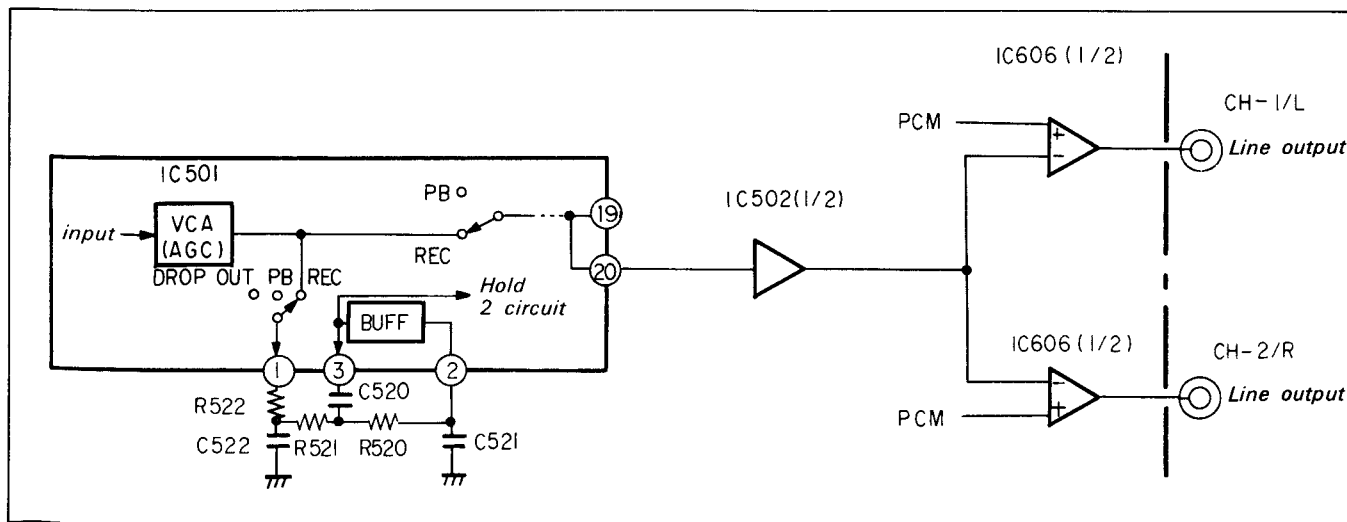 IC606(1/2)
CH-1/L
PCM
+
-
Line output
IC501
PB
IC502(1/2)
19
input
VCA
(AGC)
REC
20
DROP OUT PB REC
Hold
2 circuit
BUFF
1
3
2
IC606(1/2)
CH-2/R
C520
R522
-
+
Line output
PCM
C522
R521
R520
C521